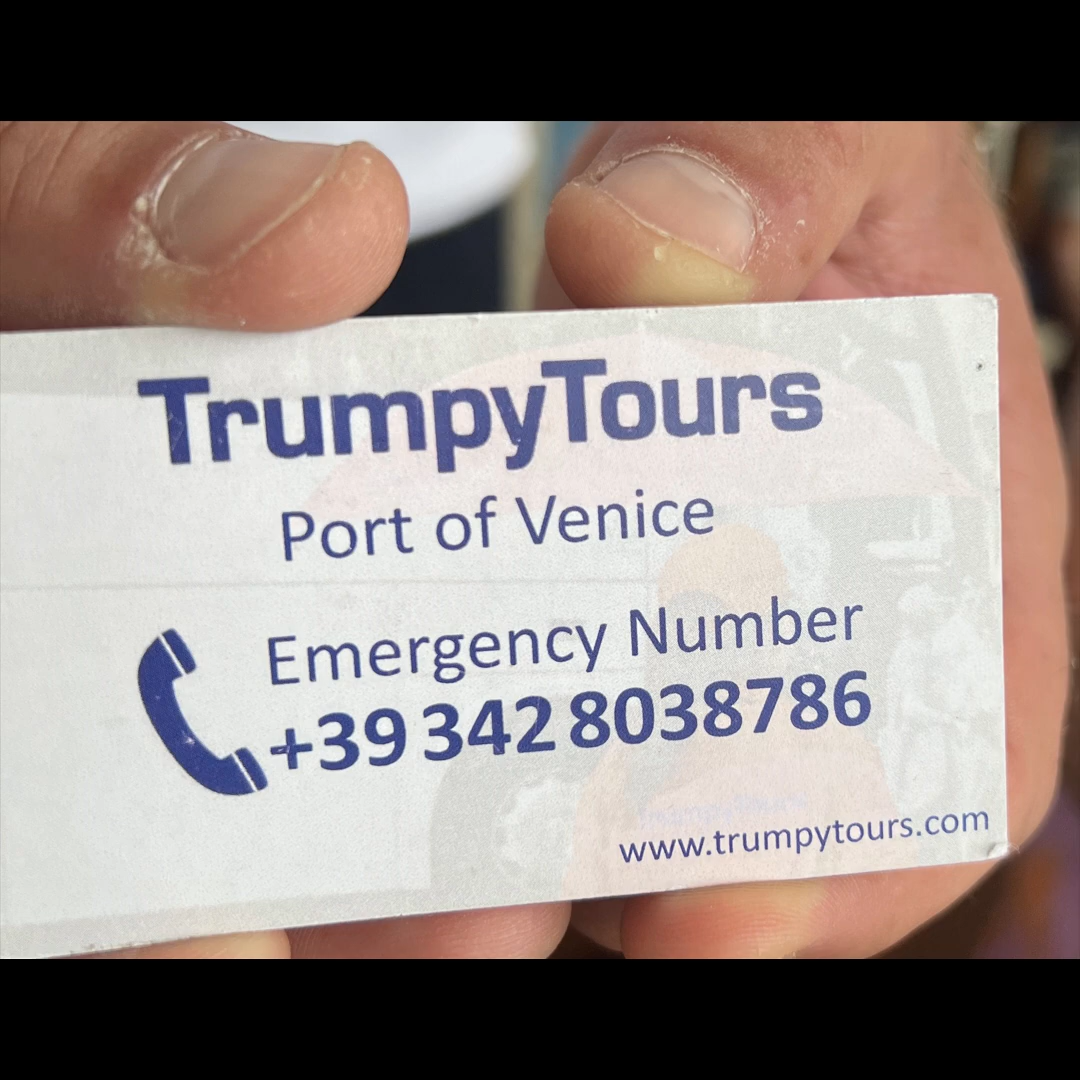 TrumpyTours
Port of Venice
Emergency Number
+39 342 8038786
www.trumpytours.com